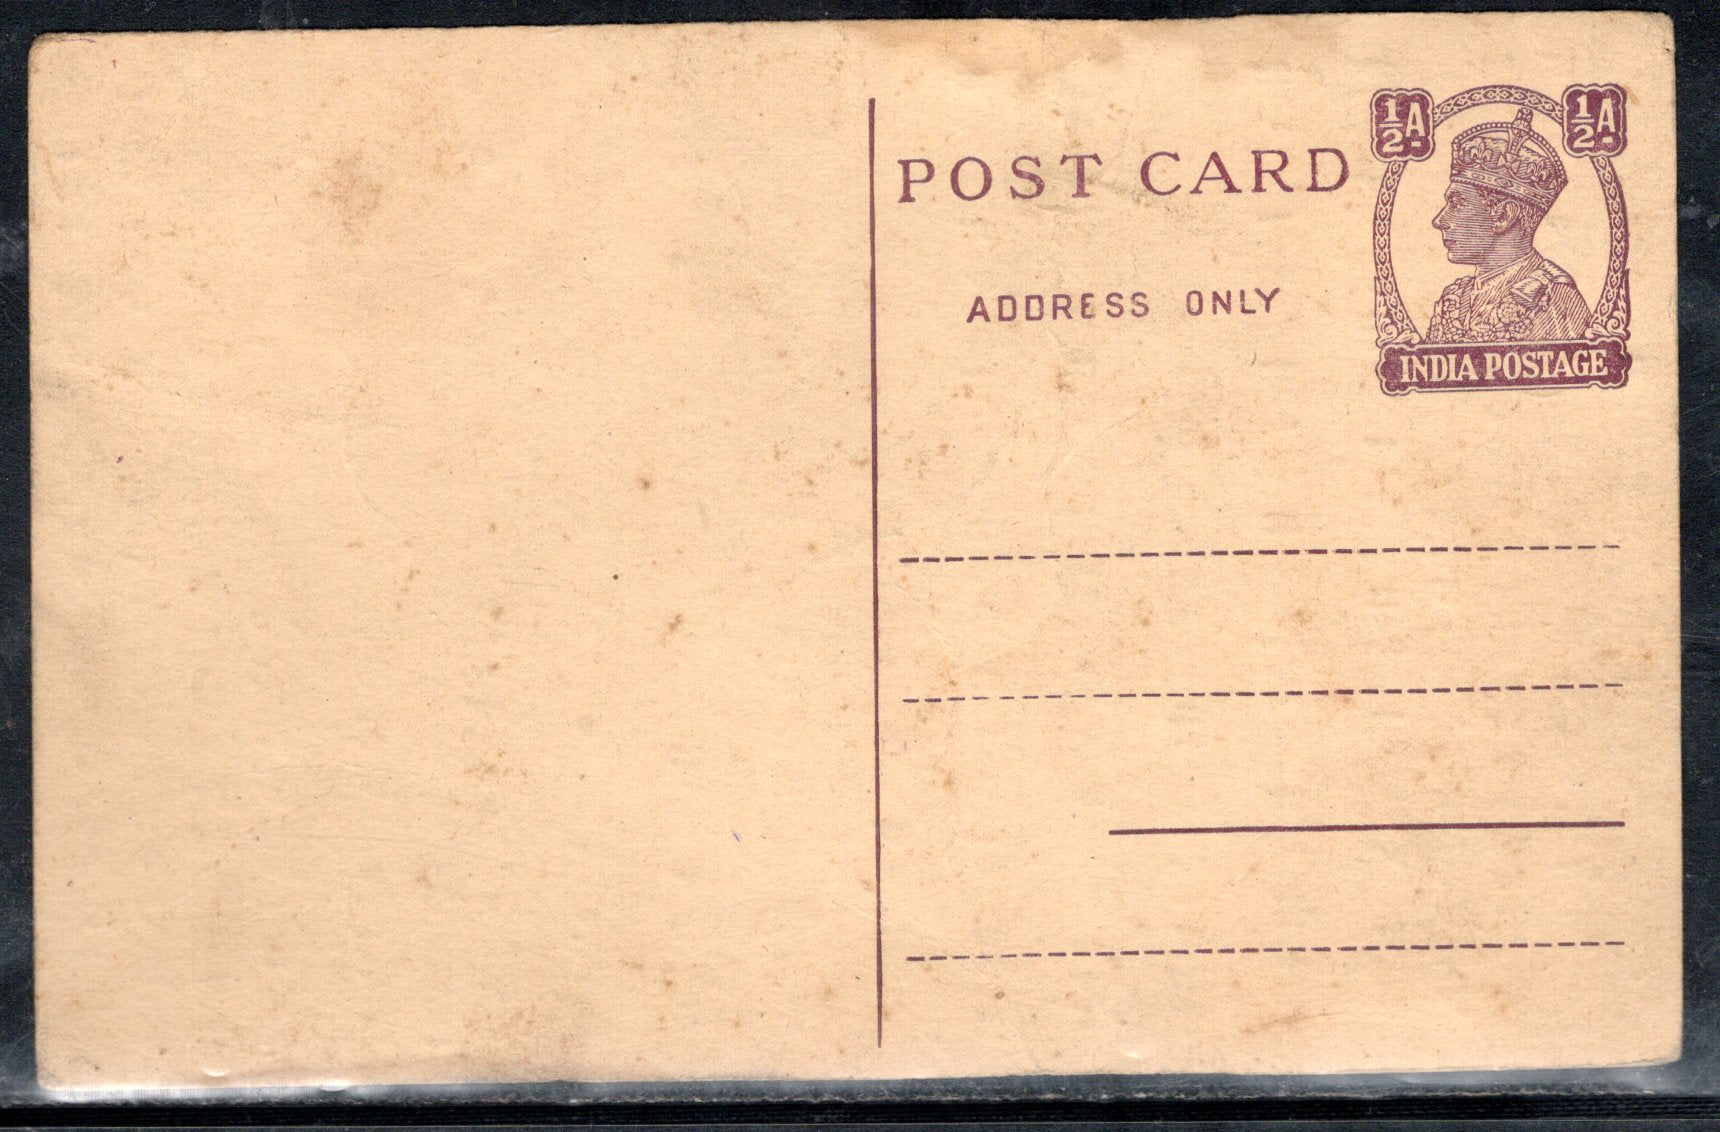 ½A ½A
POST CARD
ADDRESS ONLY
INDIA POSTAGE